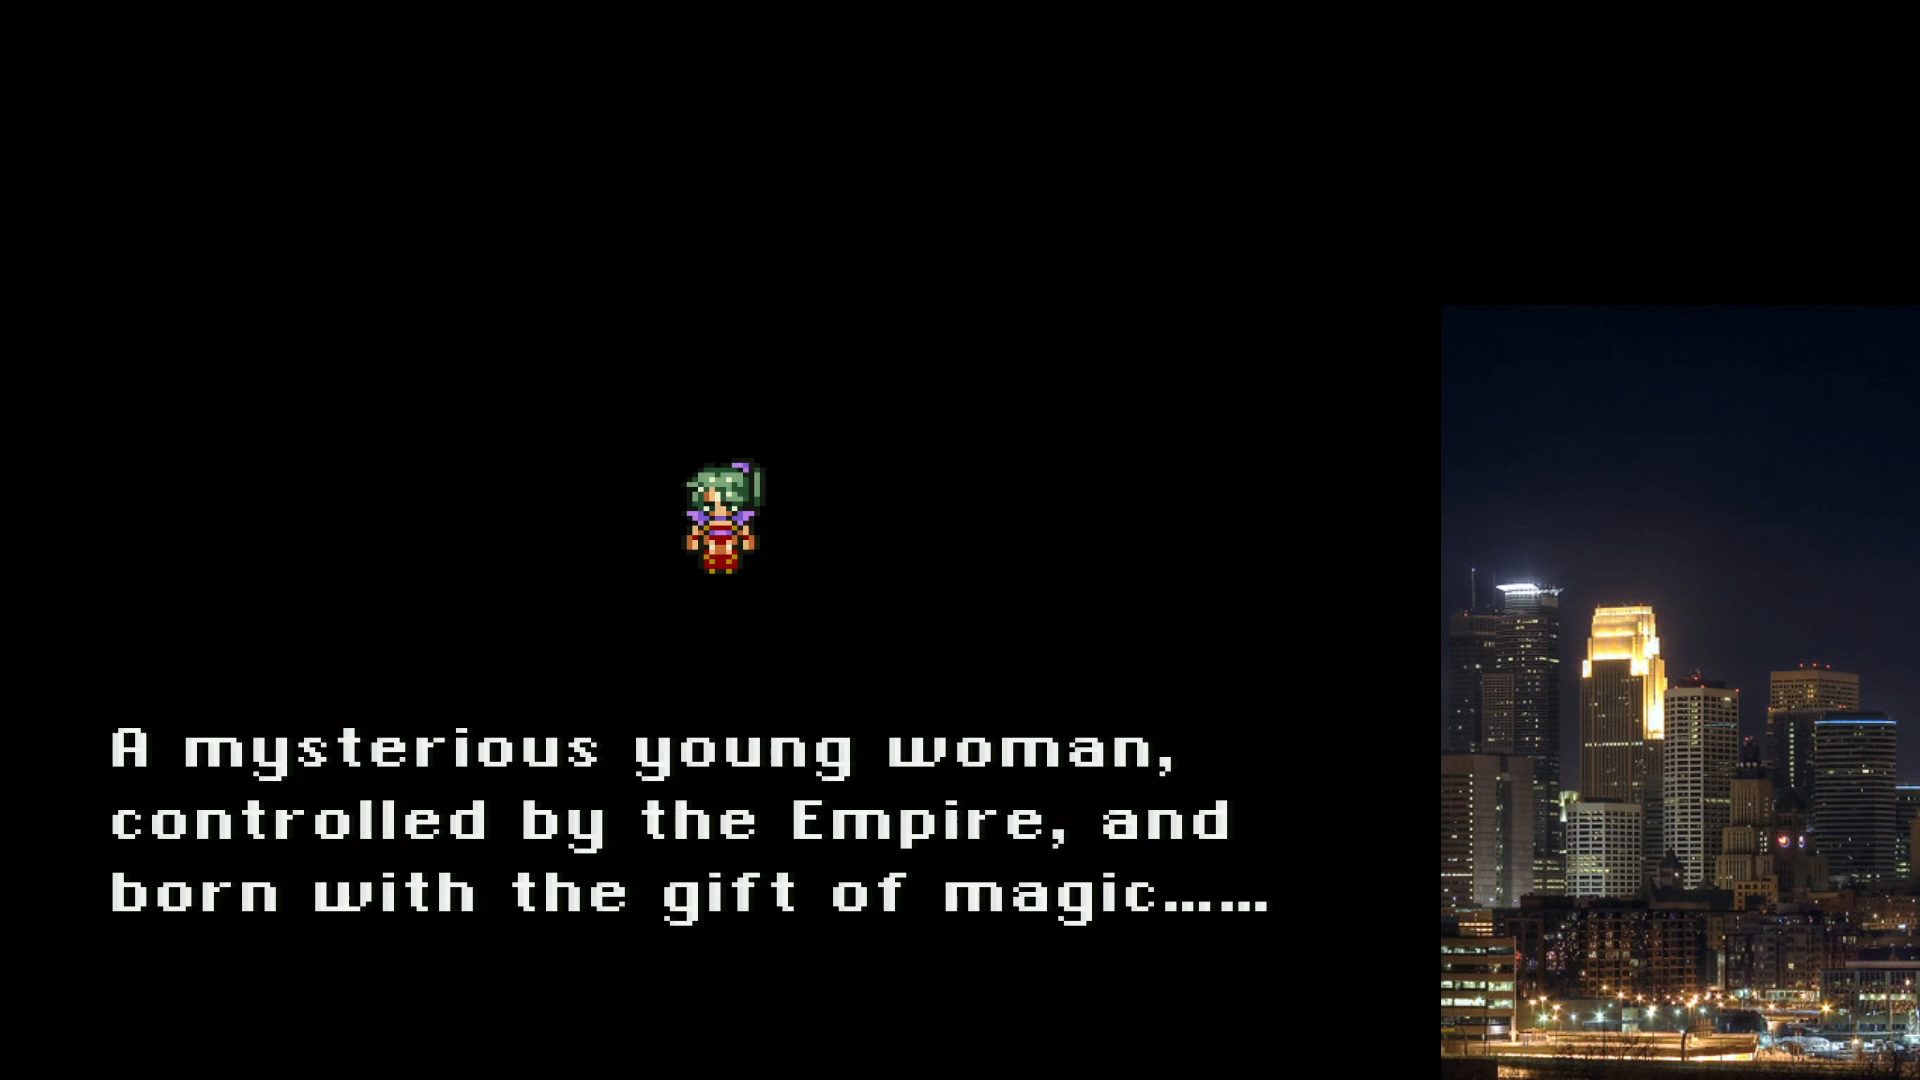 A mysterious young woman,
controlled by the Empire, and
born with the gift of magic……